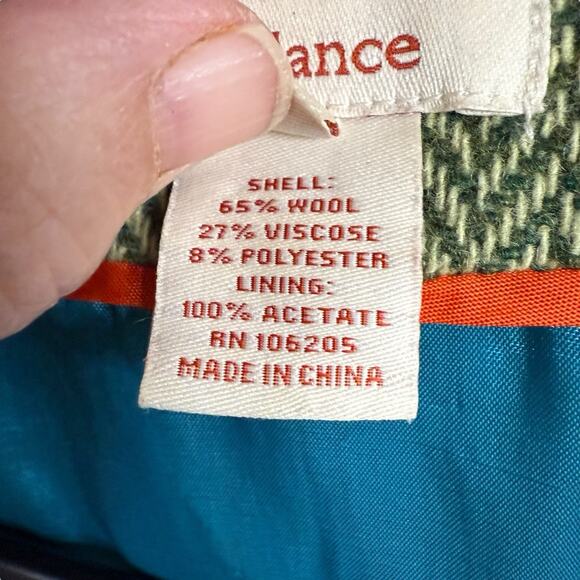 lance
SHELL:
65% WOOL
27% VISCOSE
8% POLYESTER
LINING:
100% ACETATE
RN 106205
MADE IN CHINA